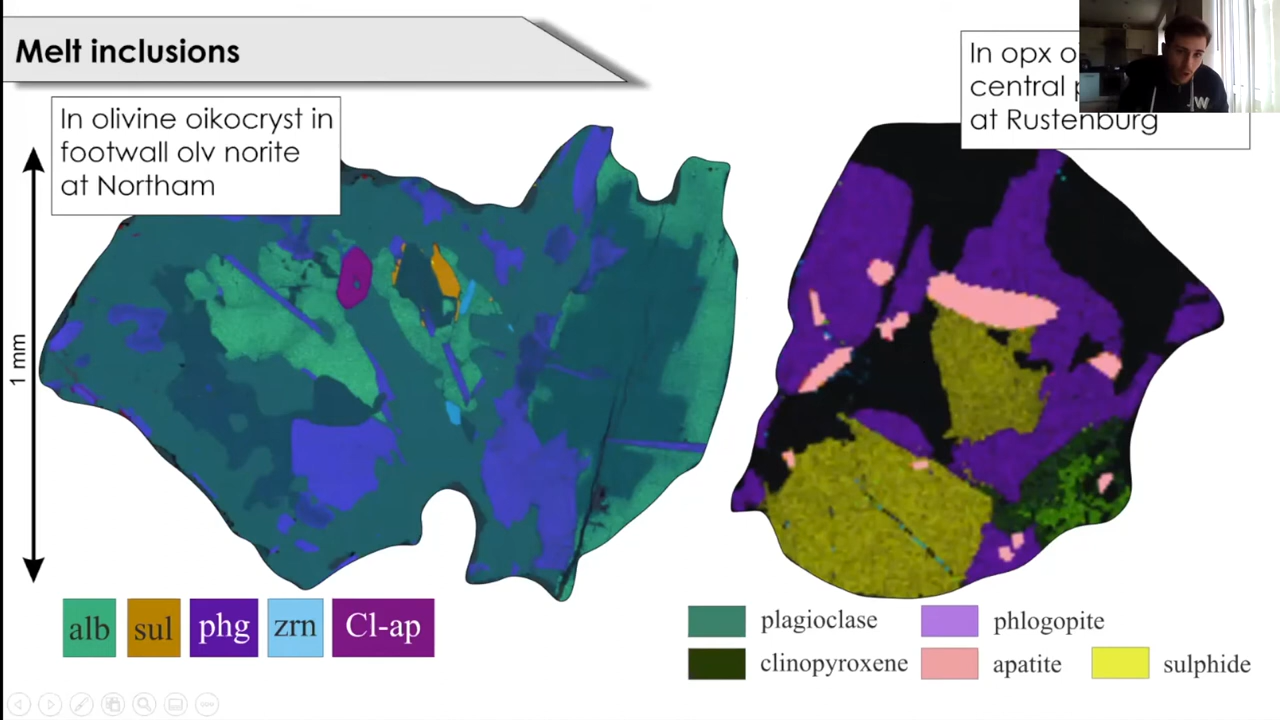 Melt inclusions
In olivine oikocryst in
footwall olv norite
at Northam
In opx
central
at Rustenburg
1 mm
alb
sul
phg
zrn
Cl-ap
plagioclase
phlogopite
clinopyroxene
apatite
sulphide
W